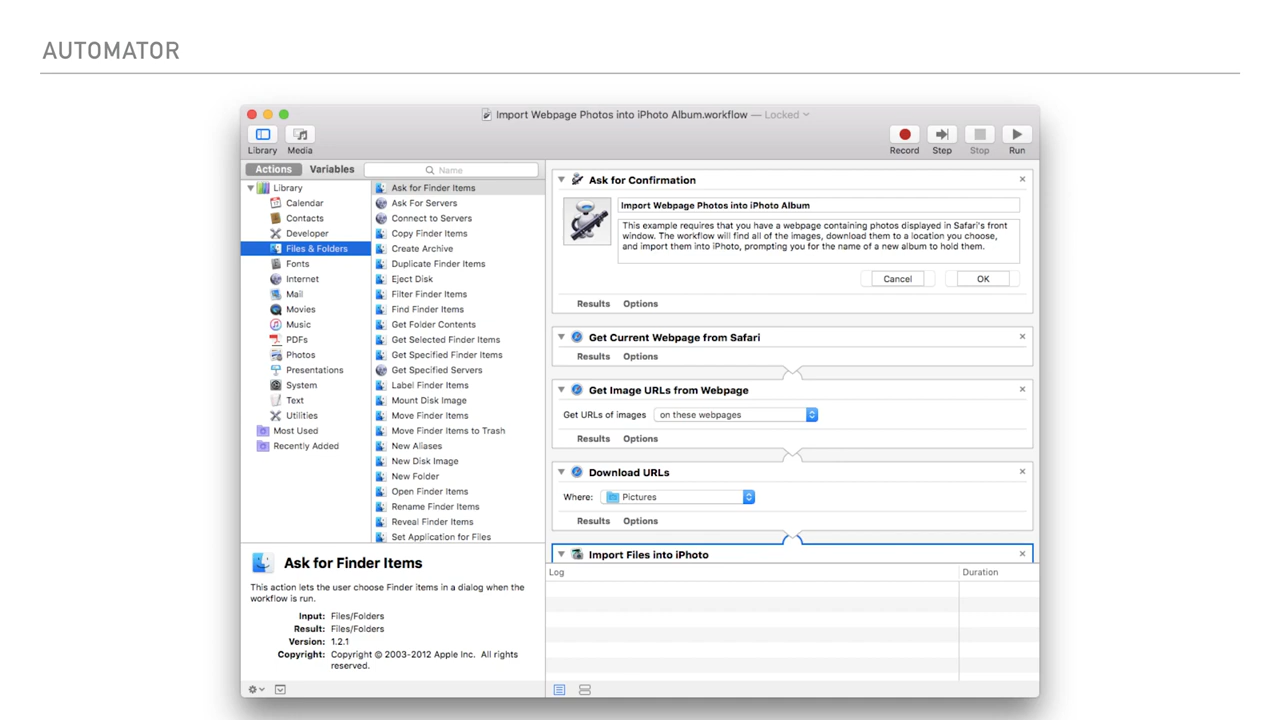 AUTOMATOR
Import Webpage Photos into iPhoto Album.workflow — Locked
Library
Media
Record
Step
Stop
Run
Actions
Variables
Name
Library
Calendar
Contacts
Developer
Files & Folders
Fonts
Internet
Mail
Movies
Music
PDFs
Photos
Presentations
System
Text
Utilities
Most Used
Recently Added
Ask for Finder Items
Ask For Servers
Connect to Servers
Copy Finder Items
Create Archive
Duplicate Finder Items
Eject Disk
Filter Finder Items
Find Finder Items
Get Folder Contents
Get Selected Finder Items
Get Specified Finder Items
Get Specified Servers
Label Finder Items
Mount Disk Image
Move Finder Items
Move Finder Items to Trash
New Aliases
New Disk Image
New Folder
Open Finder Items
Rename Finder Items
Reveal Finder Items
Set Application for Files
Ask for Finder Items
This action lets the user choose Finder items in a dialog when the
workflow is run.
Input: Files/Folders
Result: Files/Folders
Version: 1.2.1
Copyright: Copyright © 2003-2012 Apple Inc. All rights
reserved.
Ask for Confirmation
Import Webpage Photos into iPhoto Album
This example requires that you have a webpage containing photos displayed in Safari's front
window. The workflow will find all of the images, download them to a location you choose,
and import them into iPhoto, prompting you for the name of a new album to hold them.
Cancel
OK
Results Options
Get Current Webpage from Safari
Results Options
Get Image URLs from Webpage
Get URLs of images on these webpages
Results Options
Download URLs
Where: Pictures
Results Options
Import Files into iPhoto
Log
Duration